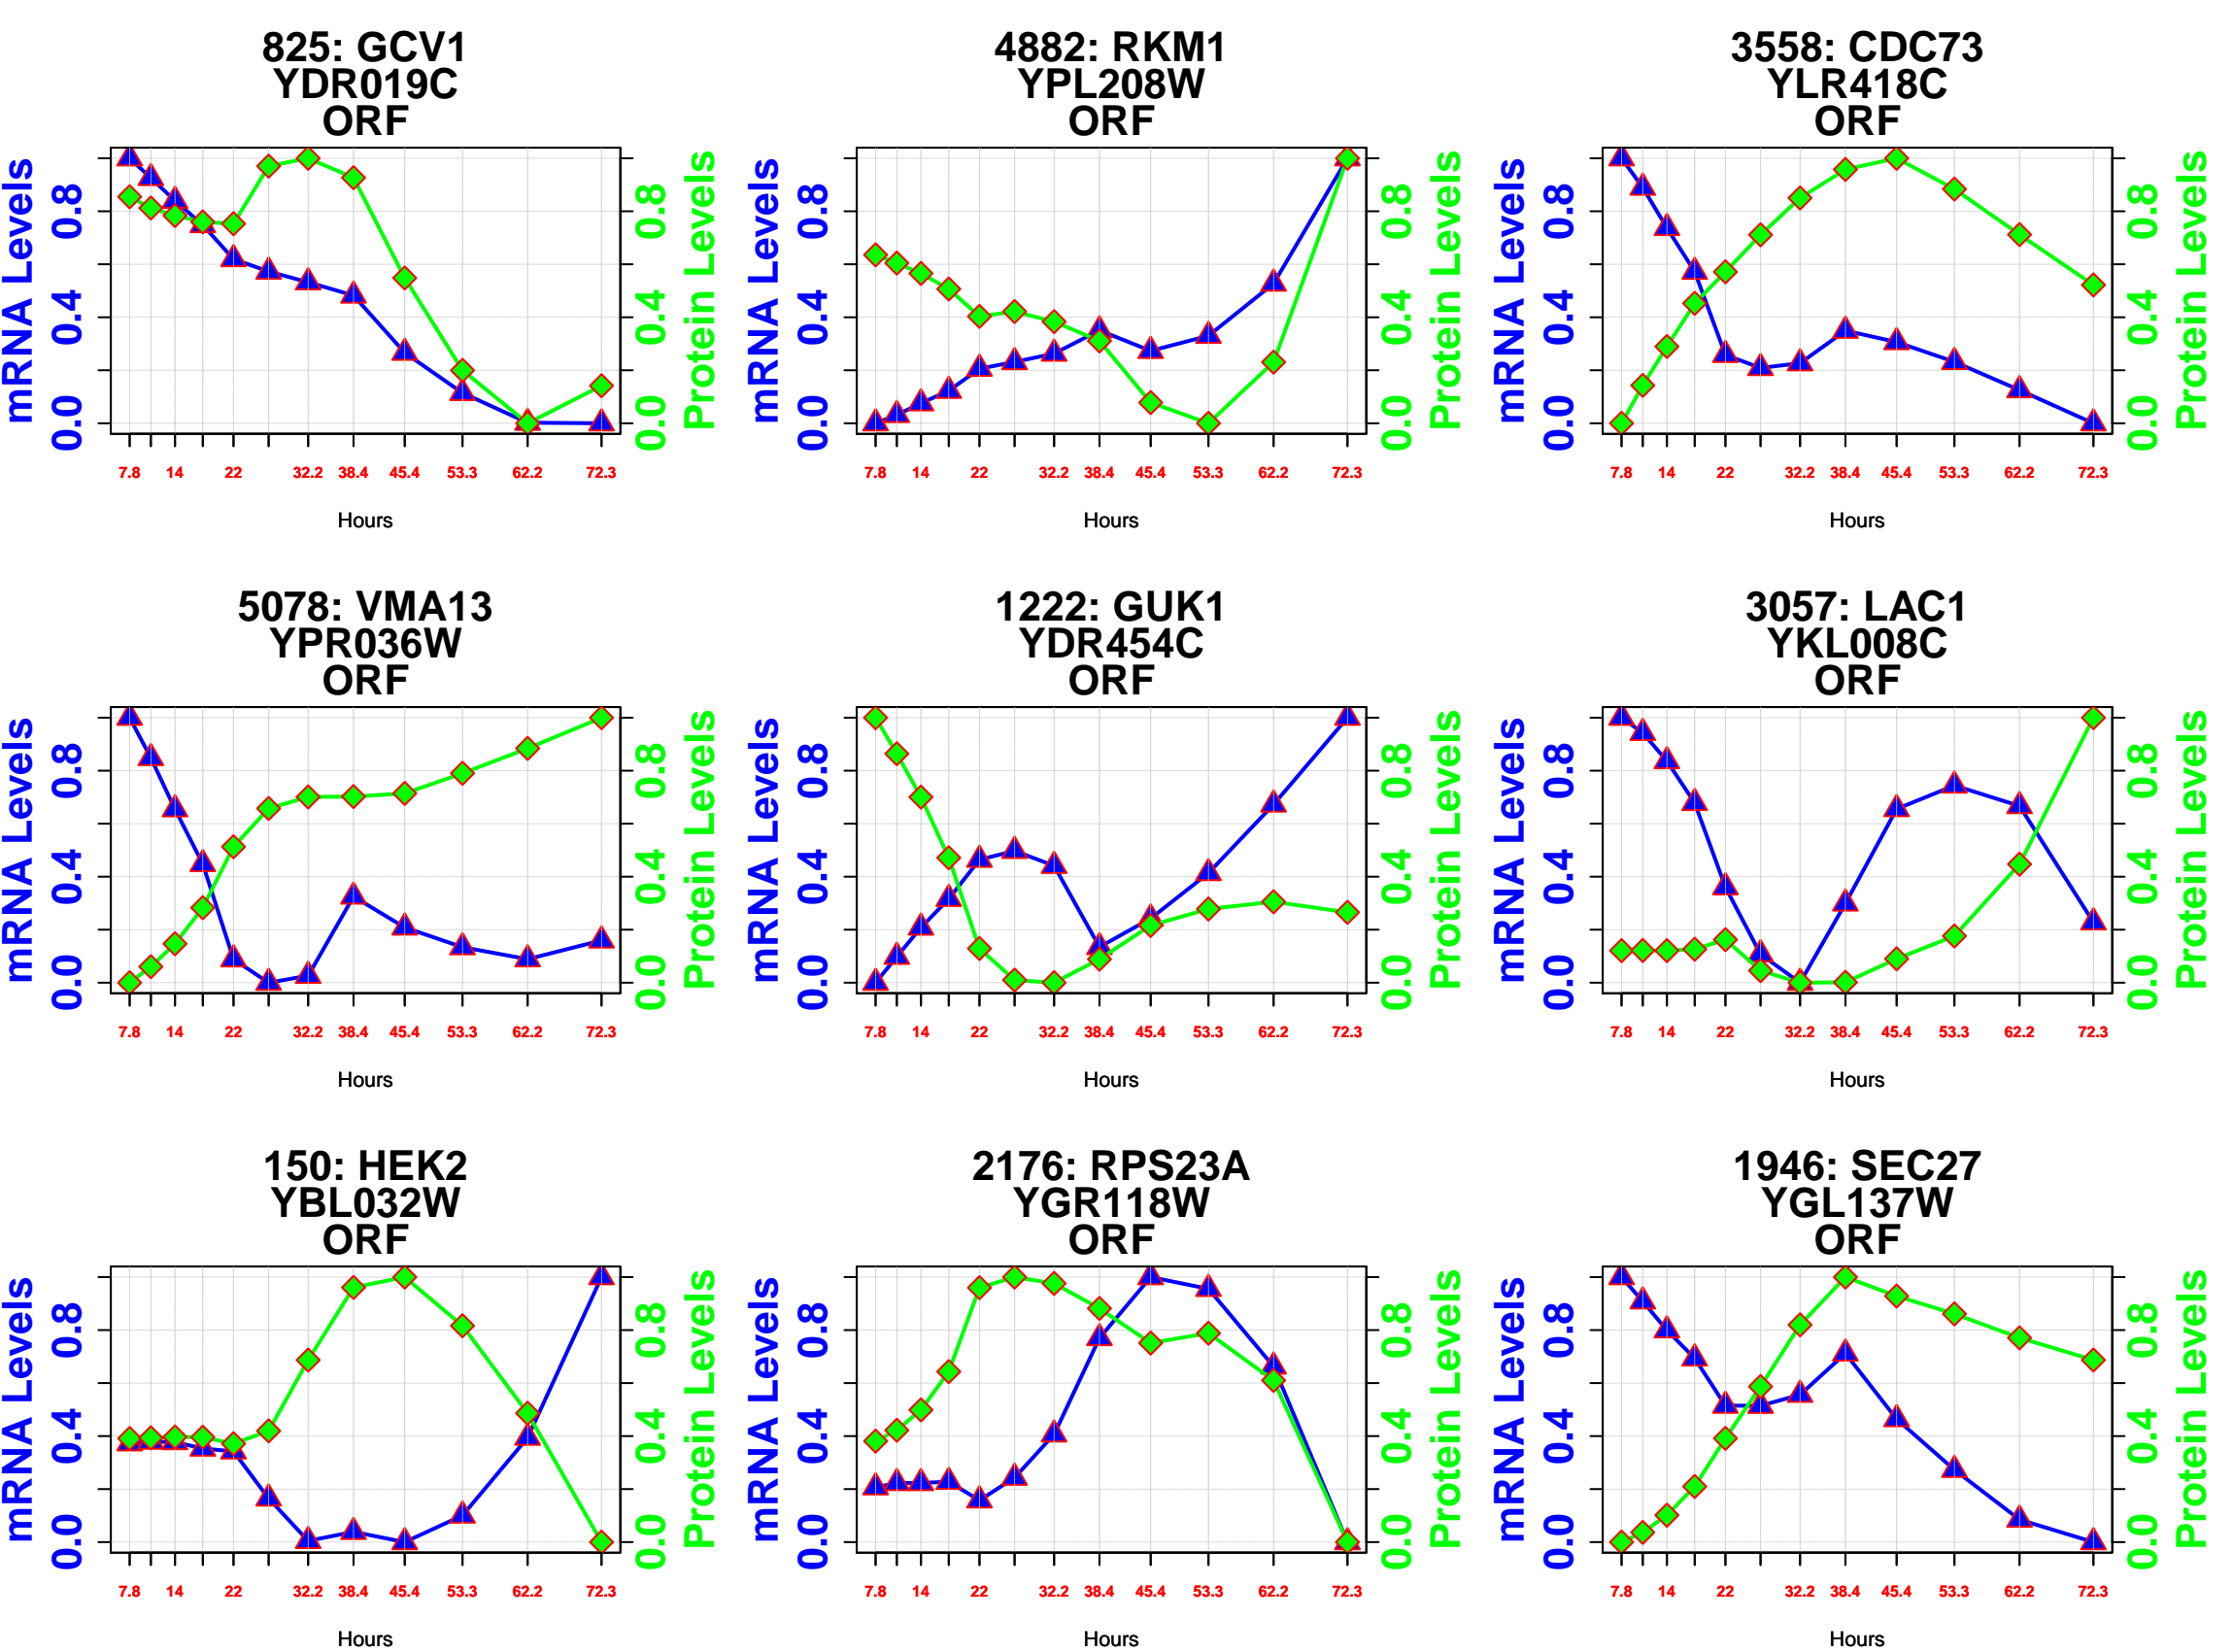 825: GCV1
YDR019C
ORF
mRNA Levels
0.0 0.4 0.8
0.0 0.4 0.8
Protein Levels
7.8 14 22 32.2 38.4 45.4 53.3 62.2 72.3
Hours
4882: RKM1
YPL208W
ORF
mRNA Levels
0.0 0.4 0.8
0.0 0.4 0.8
Protein Levels
7.8 14 22 32.2 38.4 45.4 53.3 62.2 72.3
Hours
3558: CDC73
YLR418C
ORF
mRNA Levels
0.0 0.4 0.8
0.0 0.4 0.8
Protein Levels
7.8 14 22 32.2 38.4 45.4 53.3 62.2 72.3
Hours
5078: VMA13
YPR036W
ORF
mRNA Levels
0.0 0.4 0.8
0.0 0.4 0.8
Protein Levels
7.8 14 22 32.2 38.4 45.4 53.3 62.2 72.3
Hours
1222: GUK1
YDR454C
ORF
mRNA Levels
0.0 0.4 0.8
0.0 0.4 0.8
Protein Levels
7.8 14 22 32.2 38.4 45.4 53.3 62.2 72.3
Hours
3057: LAC1
YKL008C
ORF
mRNA Levels
0.0 0.4 0.8
0.0 0.4 0.8
Protein Levels
7.8 14 22 32.2 38.4 45.4 53.3 62.2 72.3
Hours
150: HEK2
YBL032W
ORF
mRNA Levels
0.0 0.4 0.8
0.0 0.4 0.8
Protein Levels
7.8 14 22 32.2 38.4 45.4 53.3 62.2 72.3
Hours
2176: RPS23A
YGR118W
ORF
mRNA Levels
0.0 0.4 0.8
0.0 0.4 0.8
Protein Levels
7.8 14 22 32.2 38.4 45.4 53.3 62.2 72.3
Hours
1946: SEC27
YGL137W
ORF
mRNA Levels
0.0 0.4 0.8
0.0 0.4 0.8
Protein Levels
7.8 14 22 32.2 38.4 45.4 53.3 62.2 72.3
Hours